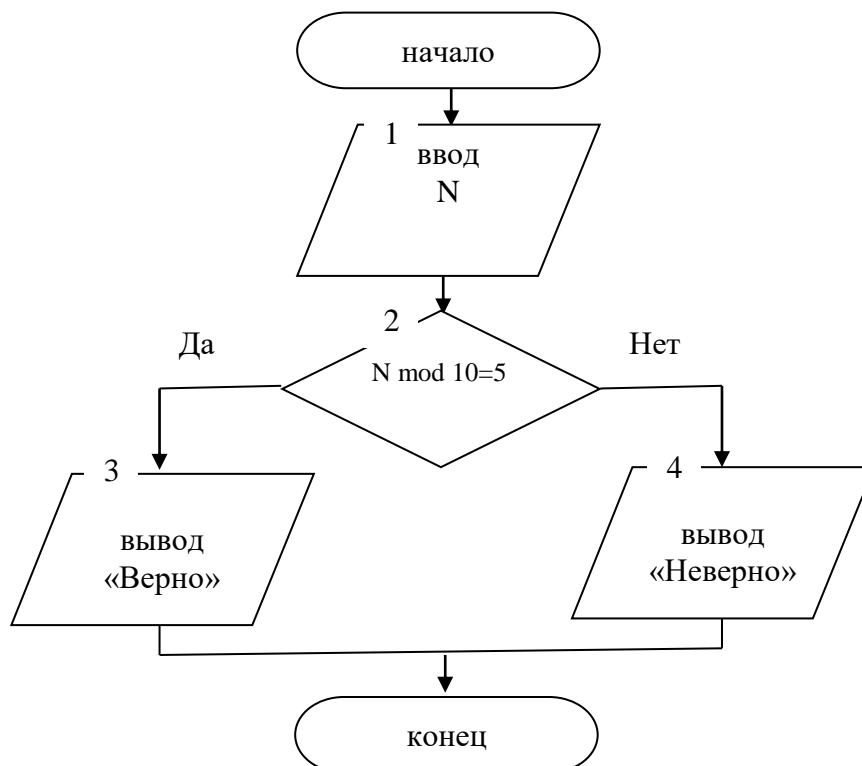 начало
1
ввод
N
2
Да
Нет
N mod 10=5
3
4
вывод
«Верно»
вывод
«Неверно»
конец